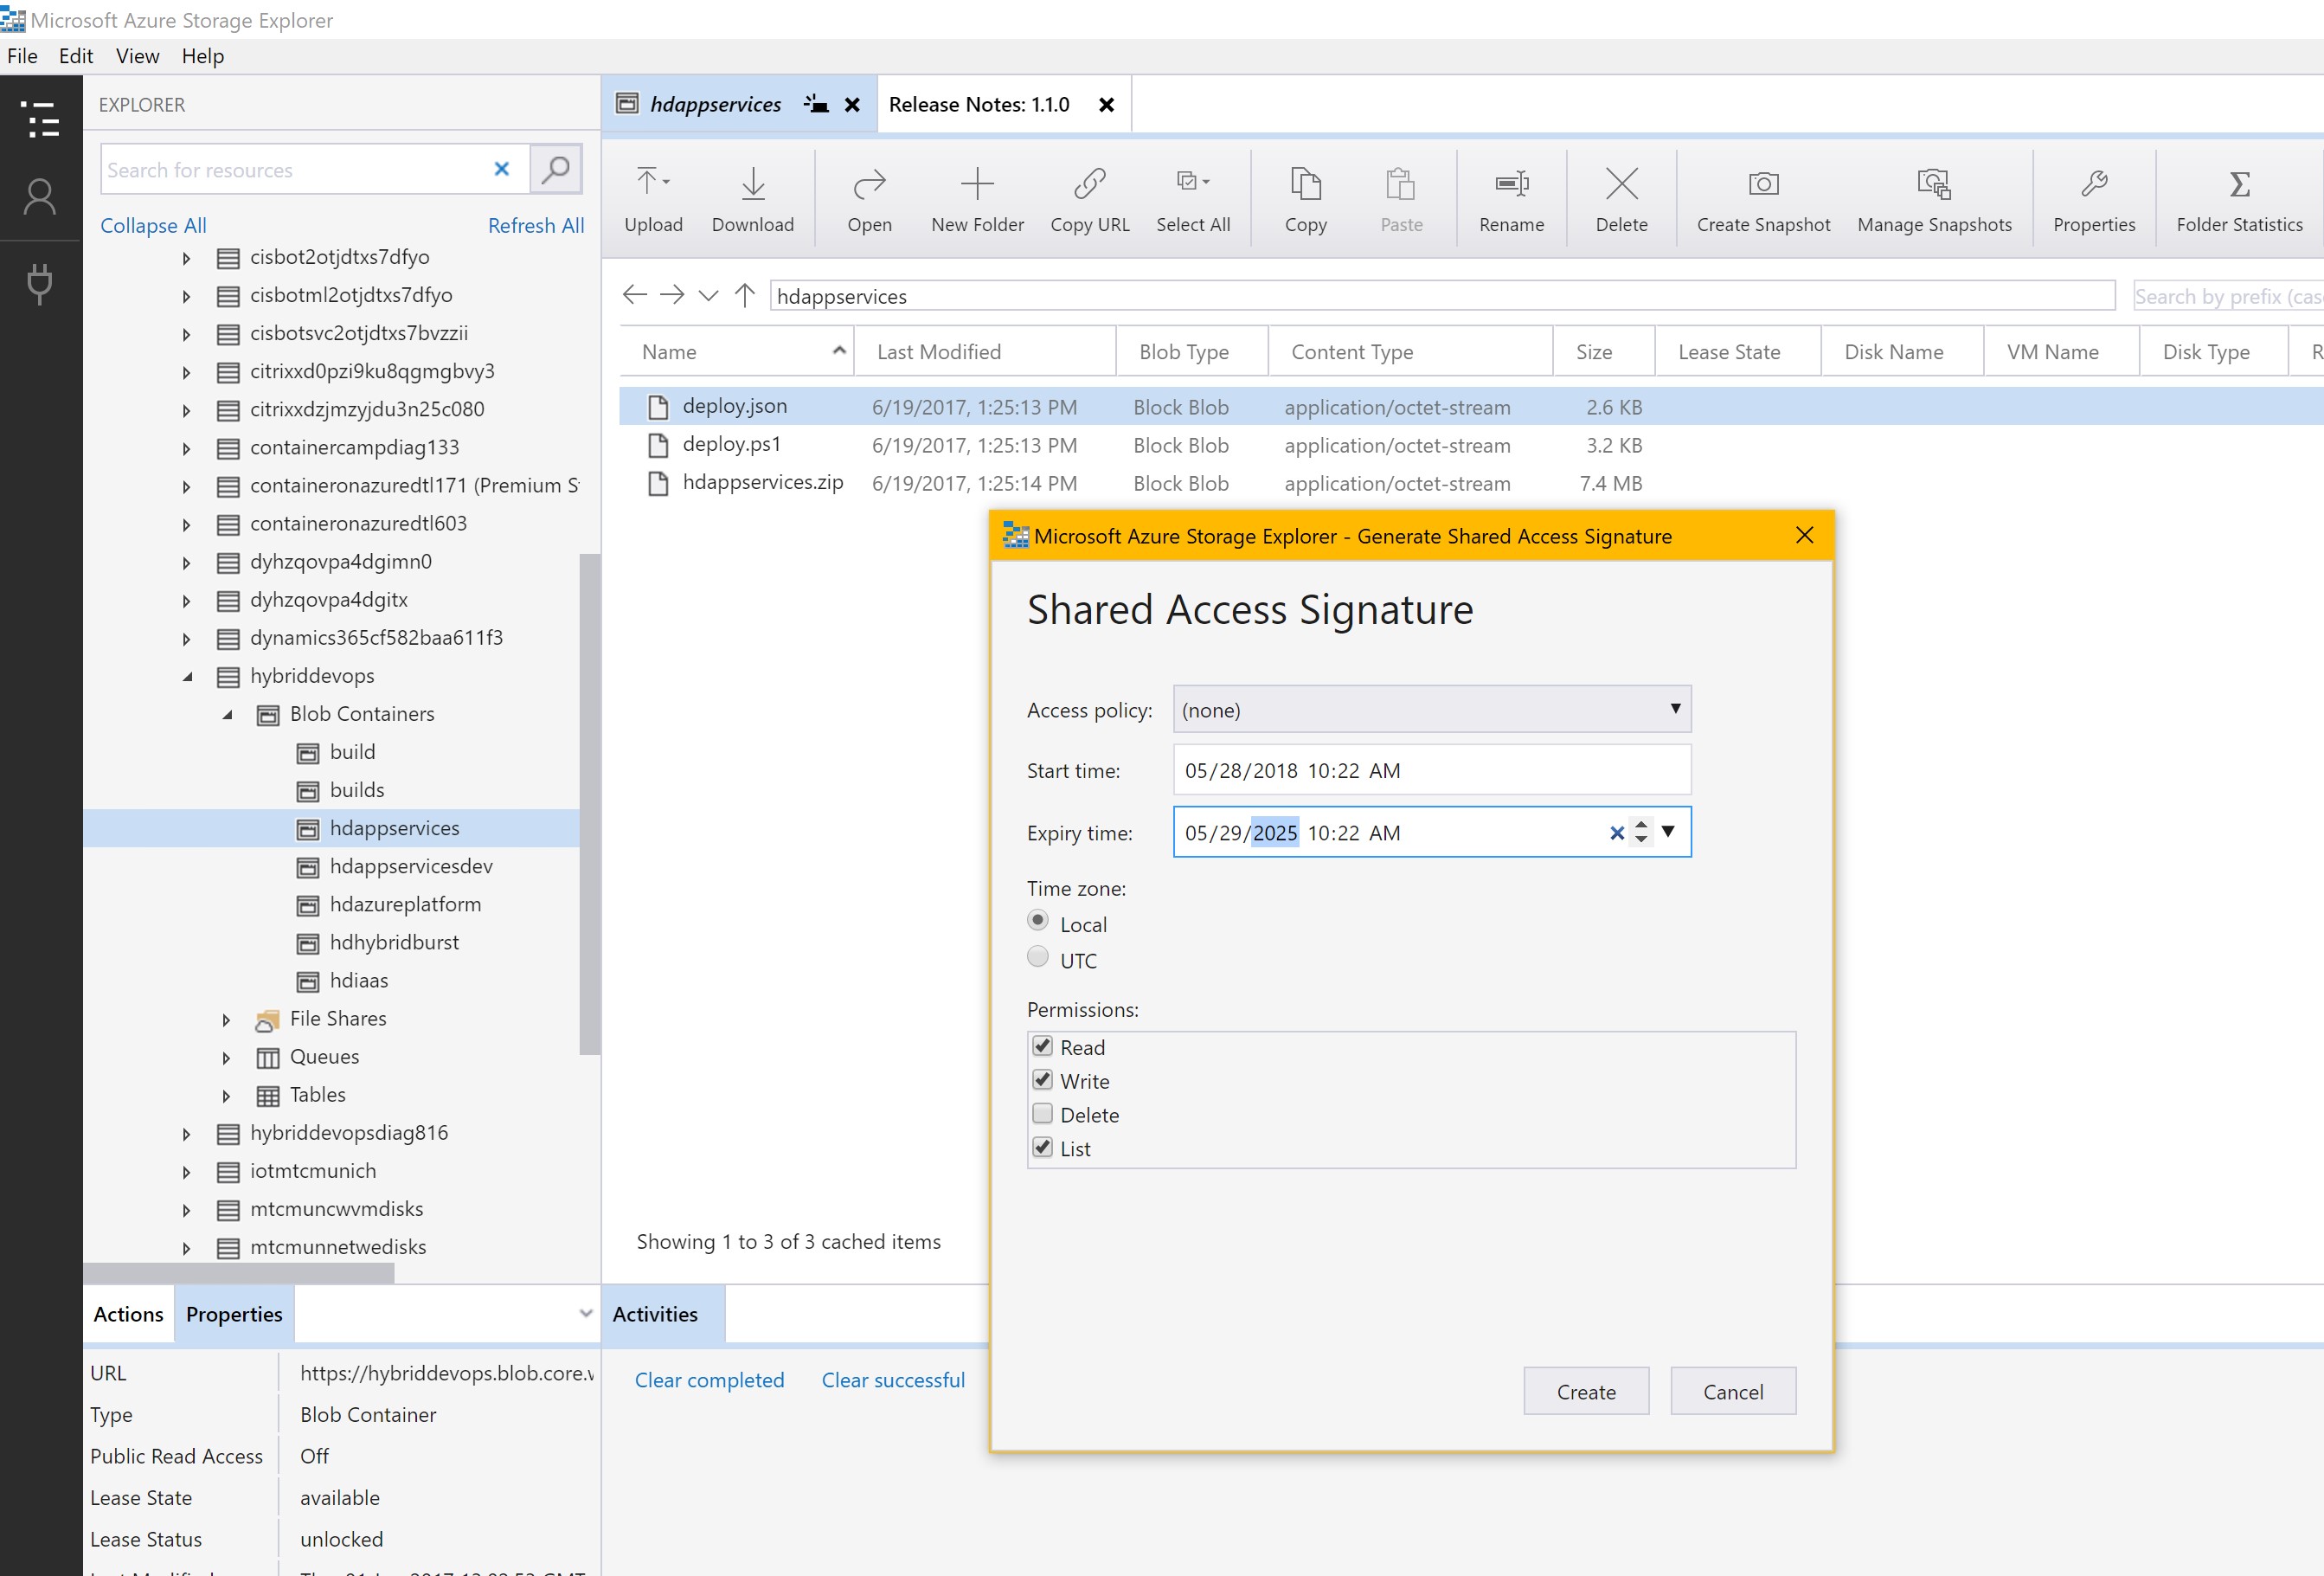 Microsoft Azure Storage Explorer
File Edit View Help
EXPLORER
Search for resources
Collapse All Refresh All
cisbot2otjdtxs7dfyo
cisbotml2otjdtxs7dfyo
cisbotsvc2otjdtxs7bvzzii
citrixxd0pzi9ku8qgmgbvy3
citrixxdzjmzyjdu3n25c080
containercampdiag133
containeronazuredtl171 (Premium S
containeronazuredtl603
dyhzqovpa4dgimn0
dyhzqovpa4dgitx
dynamics365cf582baa611f3
hybriddevops
Blob Containers
build
builds
hdappservices
hdappservicesdev
hdazureplatform
hdhybridburst
hdiaas
File Shares
Queues
Tables
hybriddevopsdiag816
iotmtcmunich
mtcmuncwvmdisks
mtcmunnetwedisks
Actions Properties
URL https://hybriddevops.blob.core.
Type Blob Container
Public Read Access Off
Lease State available
Lease Status unlocked
hdappservices Release Notes: 1.1.0
Upload Download Open New Folder Copy URL Select All Copy Paste Rename Delete Create Snapshot Manage Snapshots Properties Folder Statistics
hdappservices Search by prefix (cas
Name Last Modified Blob Type Content Type Size Lease State Disk Name VM Name Disk Type R
deploy.json 6/19/2017, 1:25:13 PM Block Blob application/octet-stream 2.6 KB
deploy.ps1 6/19/2017, 1:25:13 PM Block Blob application/octet-stream 3.2 KB
hdappservices.zip 6/19/2017, 1:25:14 PM Block Blob application/octet-stream 7.4 MB
Showing 1 to 3 of 3 cached items
Activities
Clear completed Clear successful
Microsoft Azure Storage Explorer - Generate Shared Access Signature
Shared Access Signature
Access policy: (none)
Start time: 05/28/2018 10:22 AM
Expiry time: 05/29/2025 10:22 AM
Time zone:
Local
UTC
Permissions:
Read
Write
Delete
List
Create Cancel